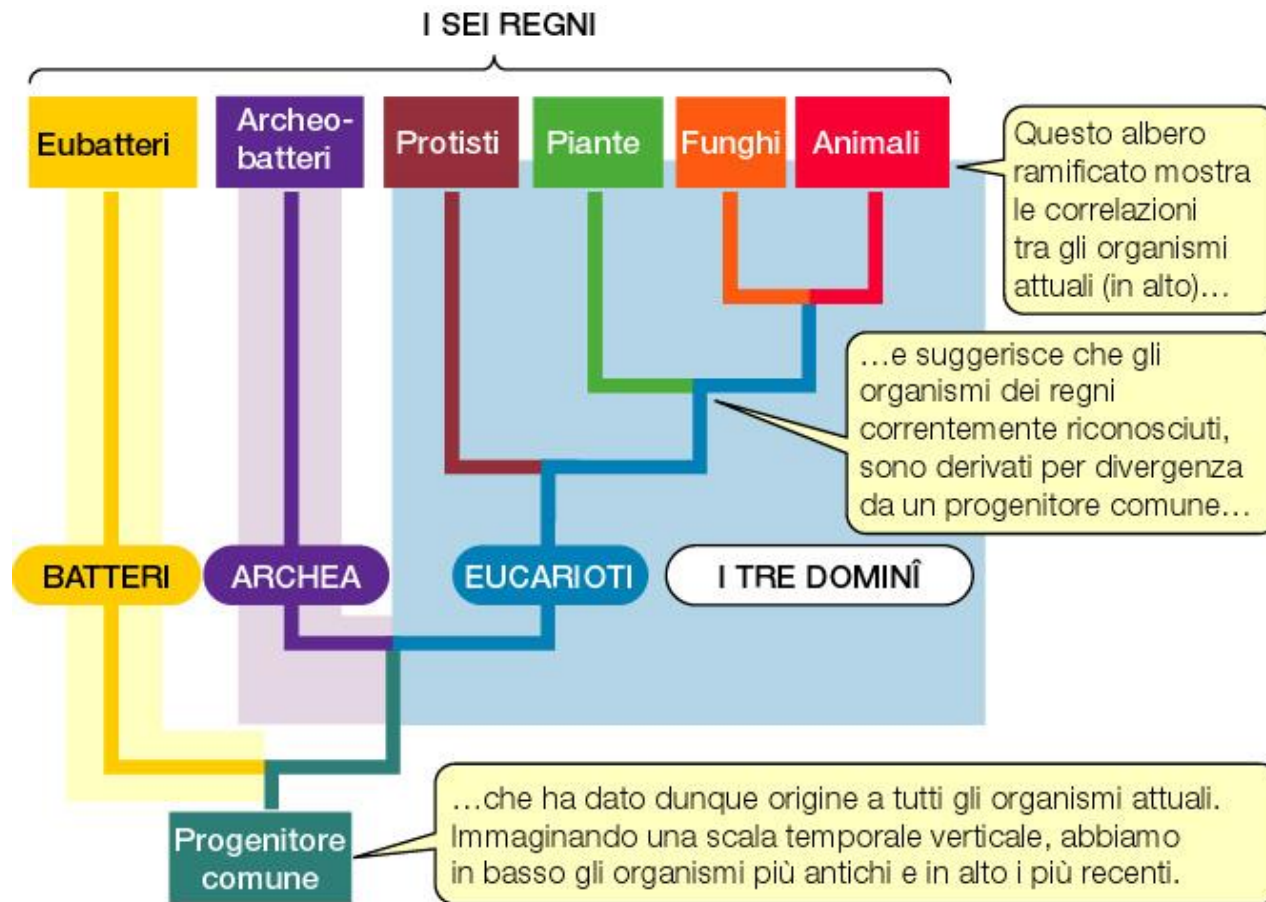 I SEI REGNI
Eubatteri
Archeo-
batteri
Protisti
Piante
Funghi
Animali
Questo albero
ramificato mostra
le correlazioni
tra gli organismi
attuali (in alto)…
…e suggerisce che gli
organismi dei regni
correntemente riconosciuti,
sono derivati per divergenza
da un progenitore comune…
BATTERI
ARCHEA
EUCARIOTI
I TRE DOMINÎ
Progenitore
comune
…che ha dato dunque origine a tutti gli organismi attuali.
Immaginando una scala temporale verticale, abbiamo
in basso gli organismi più antichi e in alto i più recenti.